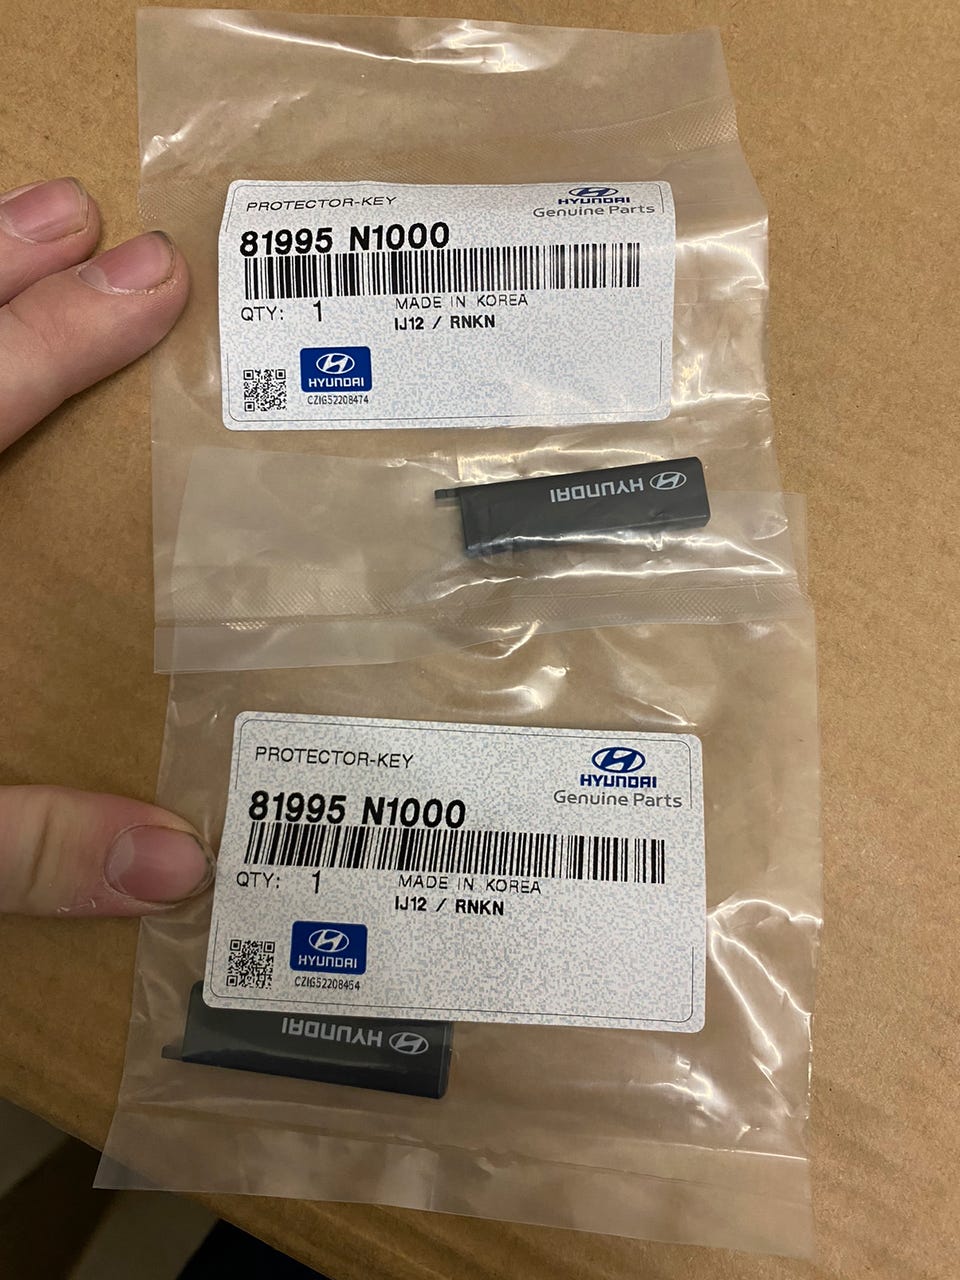 PROTECTOR-KEY
HYUNDAI
Genuine Parts
81995 N1000
QTY: 1
MADE IN KOREA
IJ12 / RNKN
HYUNDAI
CZIG52208474
HYUNDAI
PROTECTOR-KEY
HYUNDAI
Genuine Parts
81995 N1000
QTY: 1
MADE IN KOREA
IJ12 / RNKN
HYUNDAI
CZIG52208464
HYUNDAI